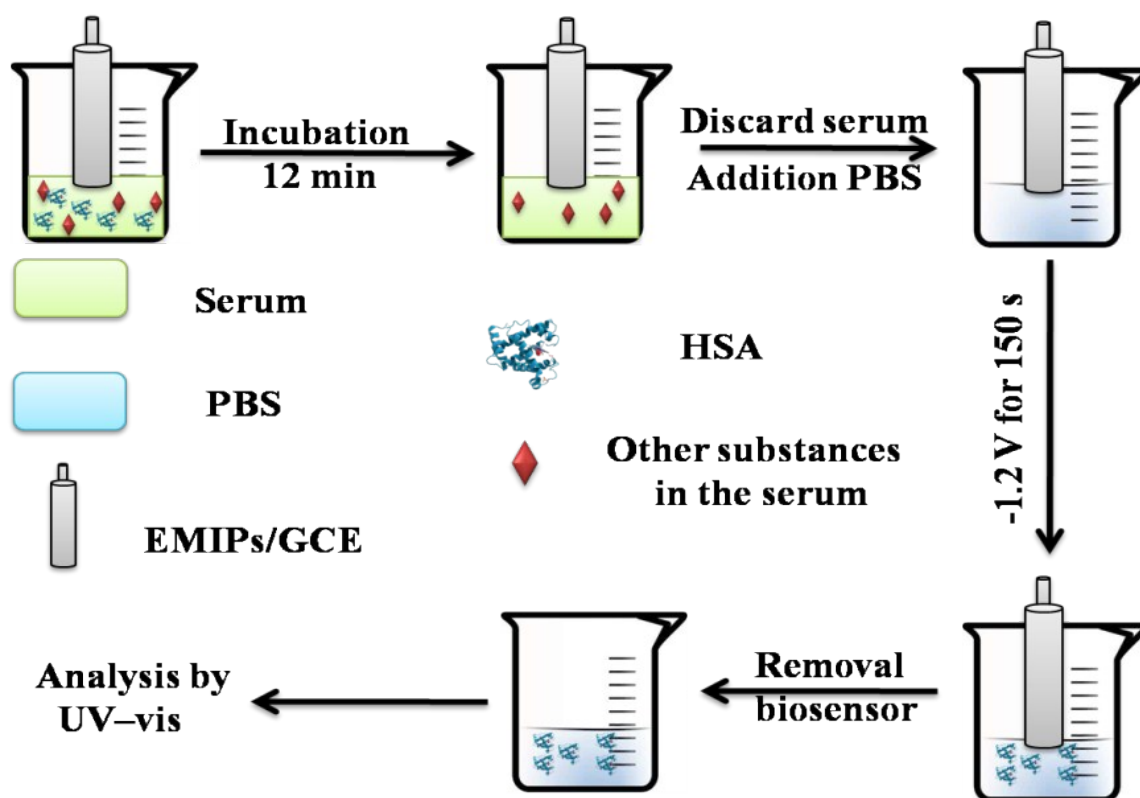 Incubation
12 min
Discard serum
Addition PBS
Serum
HSA
PBS
-1.2 V for 150 s
Other substances
in the serum
EMIPs/GCE
Removal
biosensor
Analysis by
UV–vis